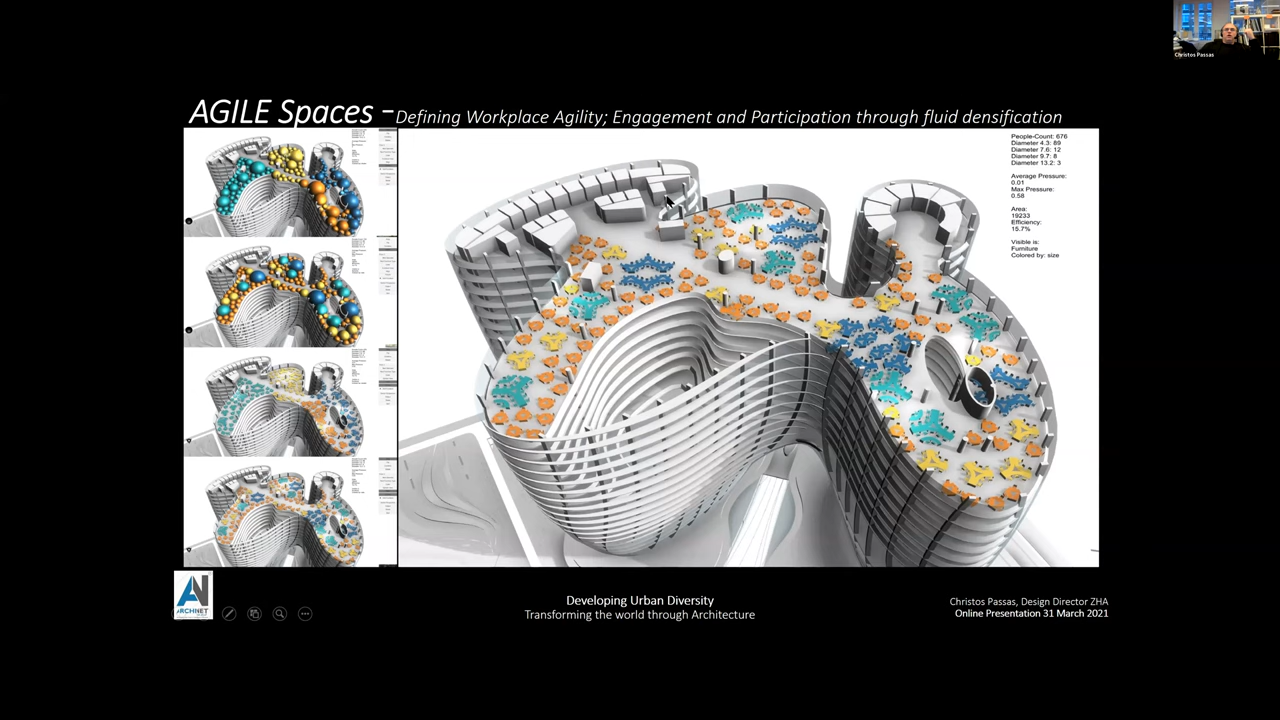 Christos Passas
AGILE Spaces - Defining Workplace Agility; Engagement and Participation through fluid densification
People-Count: 676
Diameter 4.3: 89
Diameter 7.6: 12
Diameter 9.7: 8
Diameter 13.2: 3
Average Pressure:
0.01
Max Pressure:
0.58
Area:
19233
Efficiency:
15.7%
Visible is:
Furniture
Colored by: size
ARCHNET
Developing Urban Diversity
Transforming the world through Architecture
Christos Passas, Design Director ZHA
Online Presentation 31 March 2021